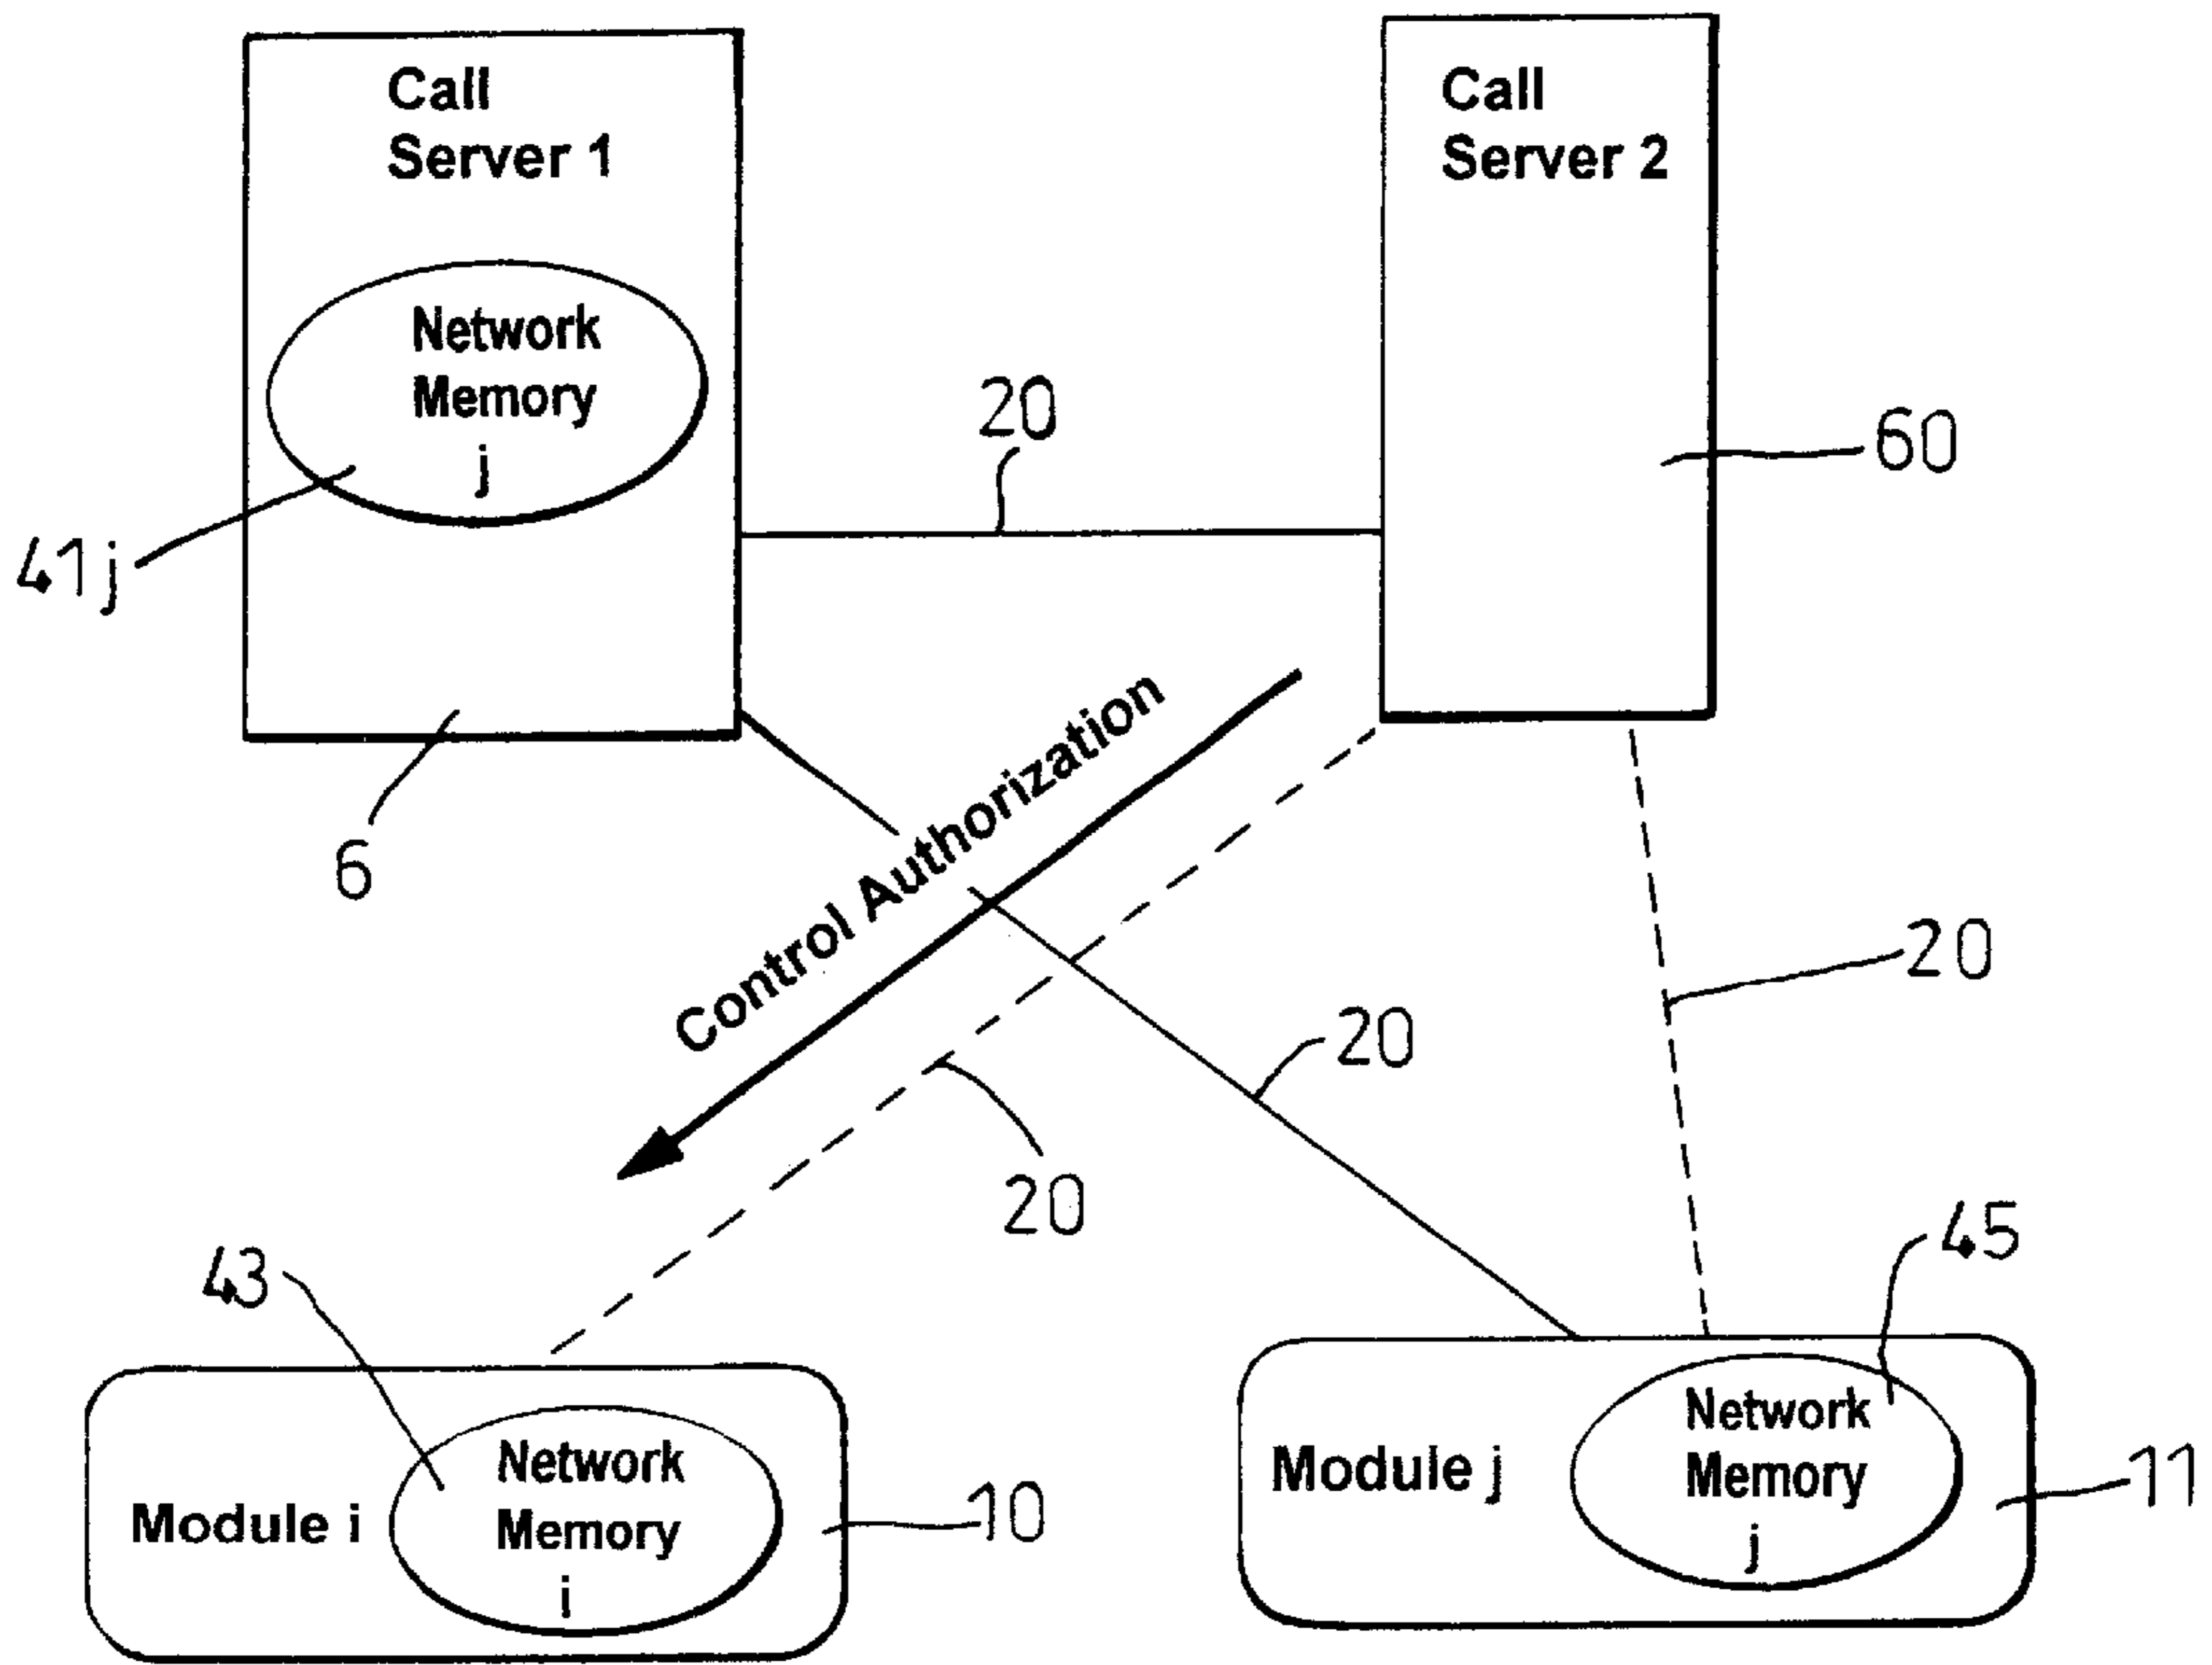 Call
Server 1
Call
Server 2
Network
Memory
j
20
60
41j
6
Control Authorization
20
20
20
43
45
Module i
Network
Memory
i
10
Module j
Network
Memory
j
11